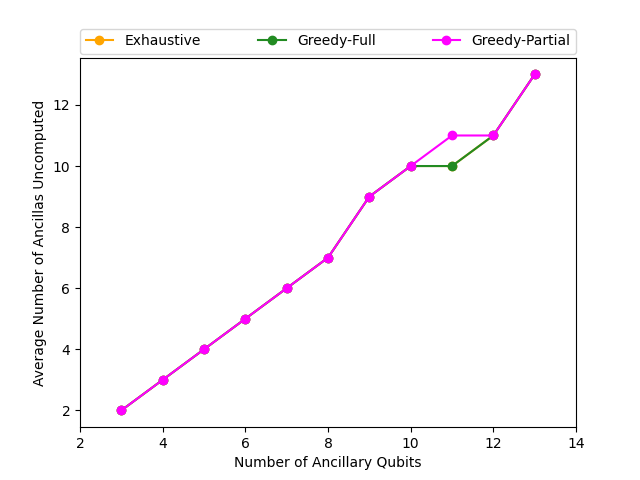 Exhaustive Greedy-Full Greedy-Partial
Average Number of Ancillas Uncomputed
12
10
8
6
4
2
2 4 6 8 10 12 14
Number of Ancillary Qubits